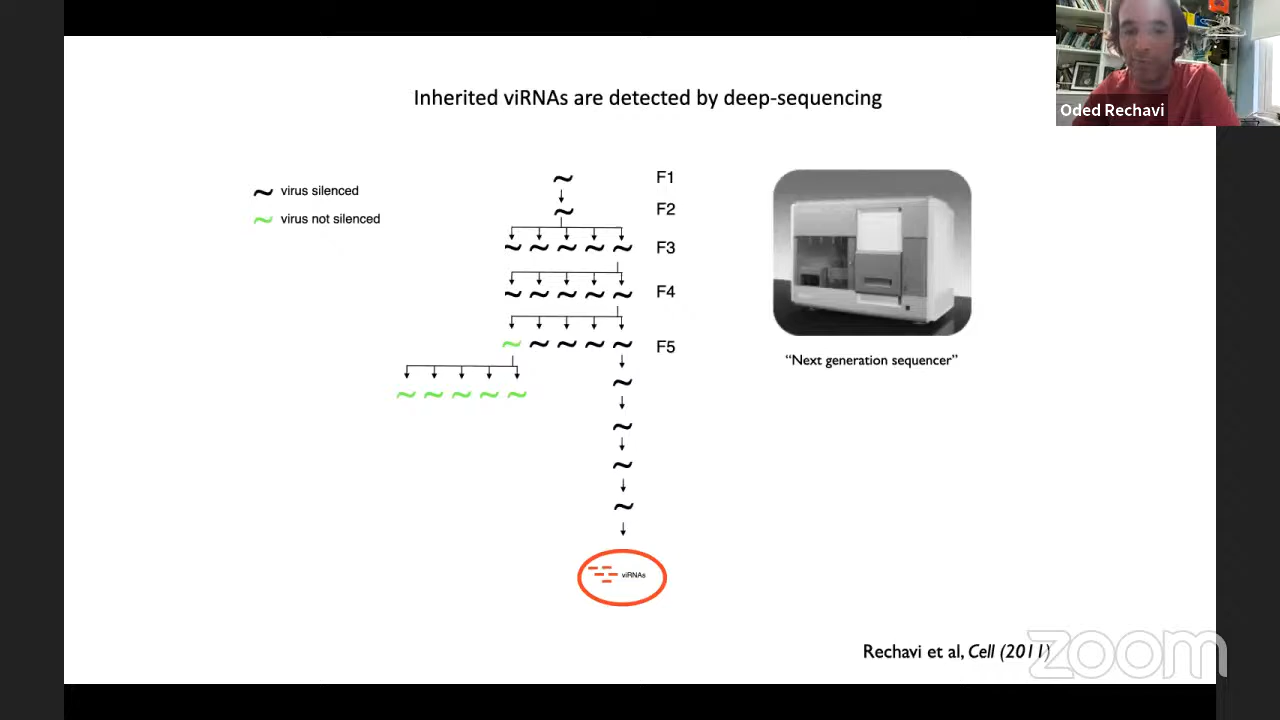 Oded Rechavi
Inherited viRNAs are detected by deep-sequencing
virus silenced
virus not silenced
F1
F2
F3
F4
F5
“Next generation sequencer”
viRNAs
Rechavi et al, Cell (2011)
zoom